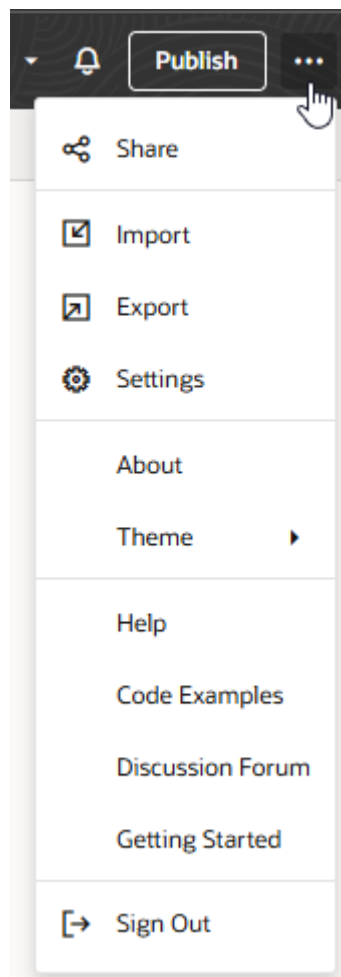 Publish
Share
Import
Export
Settings
About
Theme
Help
Code Examples
Discussion Forum
Getting Started
Sign Out